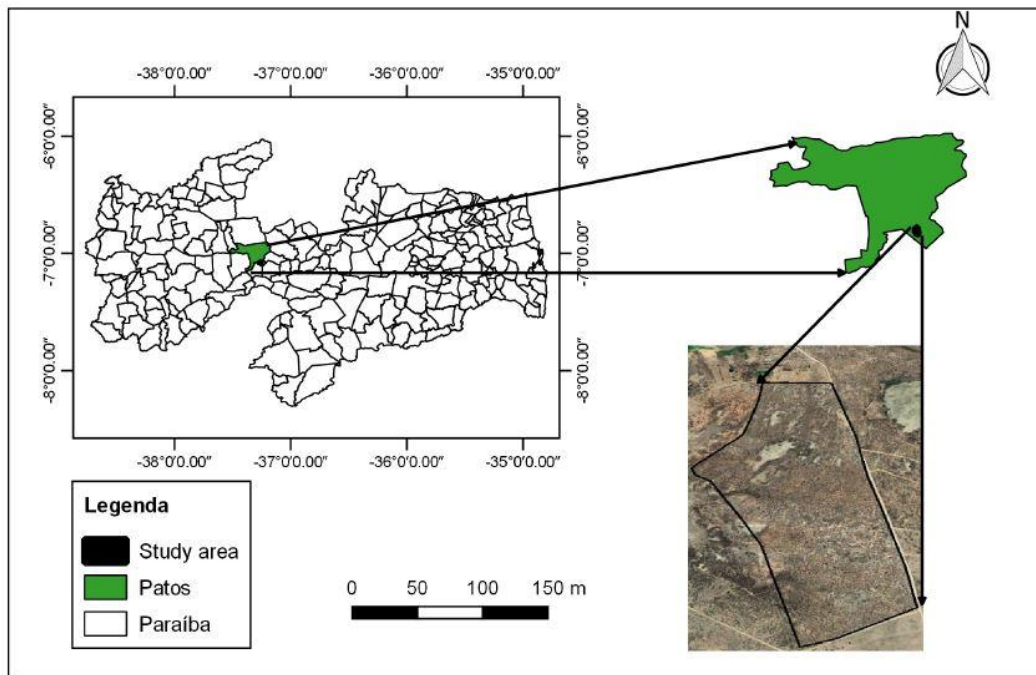 N
-38°0'0.00″ -37°0'0.00″ -36°0'0.00″ -35°0'0.00″
-6°0'0.00″ -6°0'0.00″
-7°0'0.00″ -7°0'0.00″
-8°0'0.00″ -8°0'0.00″
-38°0'0.00″ -37°0'0.00″ -36°0'0.00″ -35°0'0.00″
Legenda
Study area
Patos
Paraíba
0 50 100 150 m